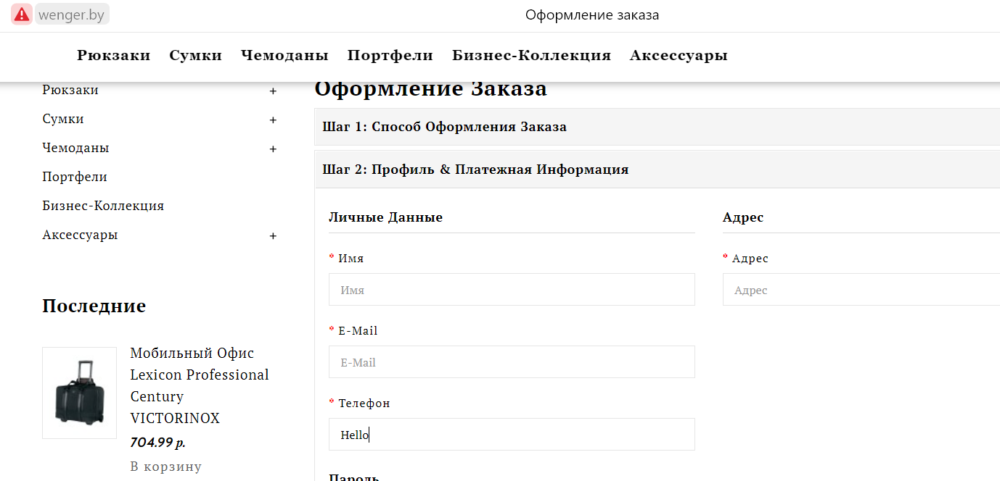 wenger.by
Оформление заказа
Рюкзаки Сумки Чемоданы Портфели Бизнес-Коллекция Аксессуары
Рюкзаки +
Сумки +
Чемоданы +
Портфели
Бизнес-Коллекция
Аксессуары +
Последние
Мобильный Офис
Lexicon Professional
Century
VICTORINOX
704.99 р.
В корзину
Оформление Заказа
Шаг 1: Способ Оформления Заказа
Шаг 2: Профиль & Платежная Информация
Личные Данные
* Имя
Имя
* E-Mail
E-Mail
* Телефон
Hello
Пароль
Адрес
* Адрес
Адрес